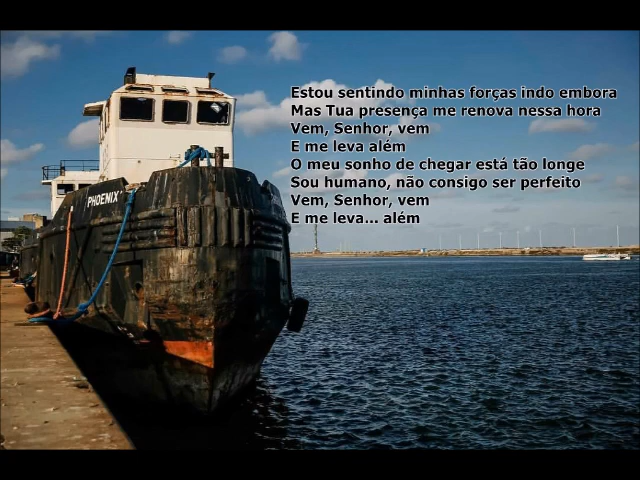 Estou sentindo minhas forças indo embora
Mas Tua presença me renova nessa hora
Vem, Senhor, vem
E me leva além
O meu sonho de chegar está tão longe
Sou humano, não consigo ser perfeito
Vem, Senhor, vem
E me leva... além
PHOENIX